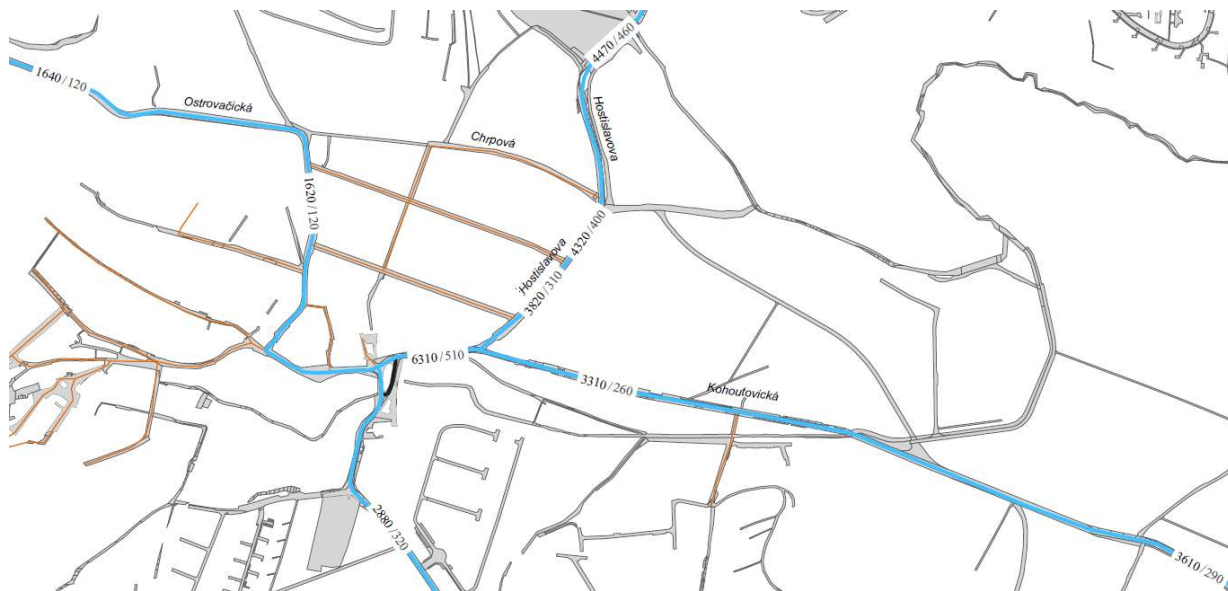 4470/460
1640/120
Ostrovačická
Hostislavova
Chrpová
1620/120
4320/400
Hostislavova
3820/310
6310/510
3310/260
Kohoutovická
2880/320
3610/290